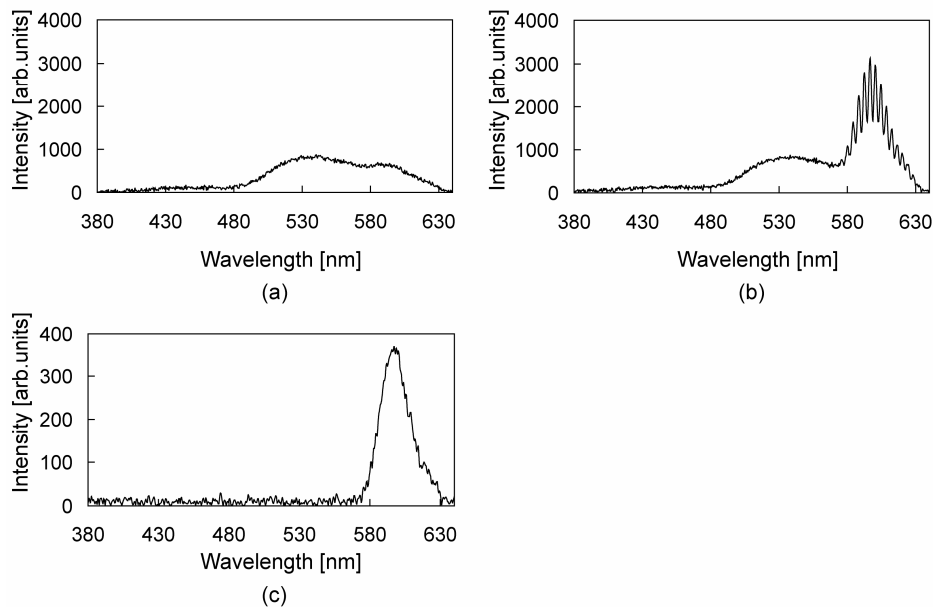 4000
3000
2000
1000
0
Intensity [arb.units]
380 430 480 530 580 630
Wavelength [nm]
(a)
4000
3000
2000
1000
0
Intensity [arb.units]
380 430 480 530 580 630
Wavelength [nm]
(b)
400
300
200
100
0
Intensity [arb.units]
380 430 480 530 580 630
Wavelength [nm]
(c)